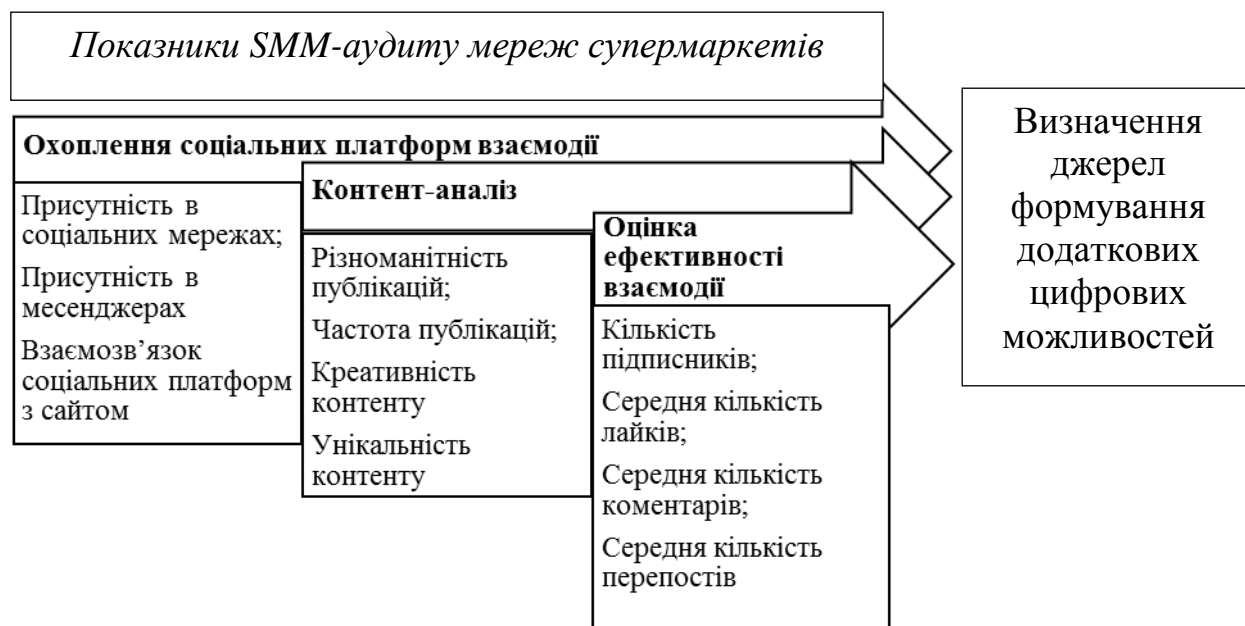 Показники SMM-аудиту мереж супермаркетів
Охоплення соціальних платформ взаємодії
Присутність в
соціальних мережах;
Присутність в
месенджерах
Взаємозв’язок
соціальних платформ
з сайтом
Контент-аналіз
Різноманітність
публікацій;
Частота публікацій;
Креативність
контенту
Унікальність
контенту
Оцінка
ефективності
взаємодії
Кількість
підписників;
Середня кількість
лайків;
Середня кількість
коментарів;
Середня кількість
перепостів
Визначення
джерел
формування
додаткових
цифрових
можливостей